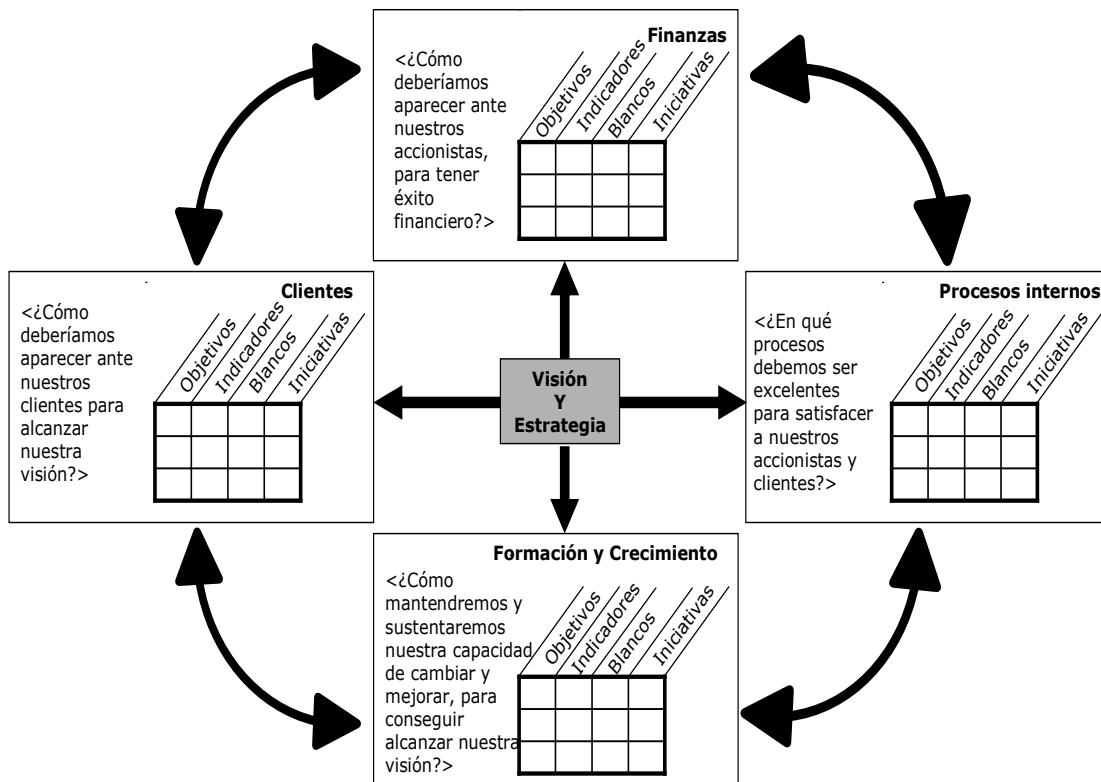 Finanzas
<¿Cómo
deberíamos
aparecer ante
nuestros
accionistas,
para tener
éxito
financiero?>
Objetivos
Indicadores
Blancos
Iniciativas
Clientes
<¿Cómo
deberíamos
aparecer ante
nuestros
clientes para
alcanzar
nuestra
visión?>
Objetivos
Indicadores
Blancos
Iniciativas
Visión
Y
Estrategia
Procesos internos
<¿En qué
procesos
debemos ser
excelentes
para satisfacer
a nuestros
accionistas y
clientes?>
Objetivos
Indicadores
Blancos
Iniciativas
Formación y Crecimiento
<¿Cómo
mantendremos y
sustentaremos
nuestra capacidad
de cambiar y
mejorar, para
conseguir
alcanzar nuestra
visión?>
Objetivos
Indicadores
Blancos
Iniciativas